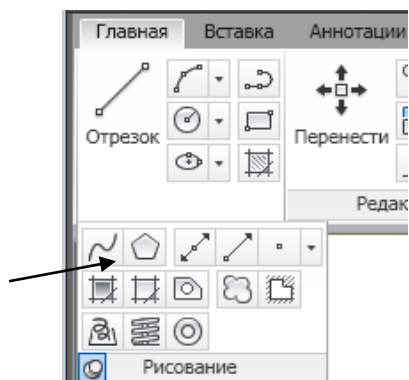 Главная Вставка Аннотации
Отрезок
Перенести
Редак
Рисование